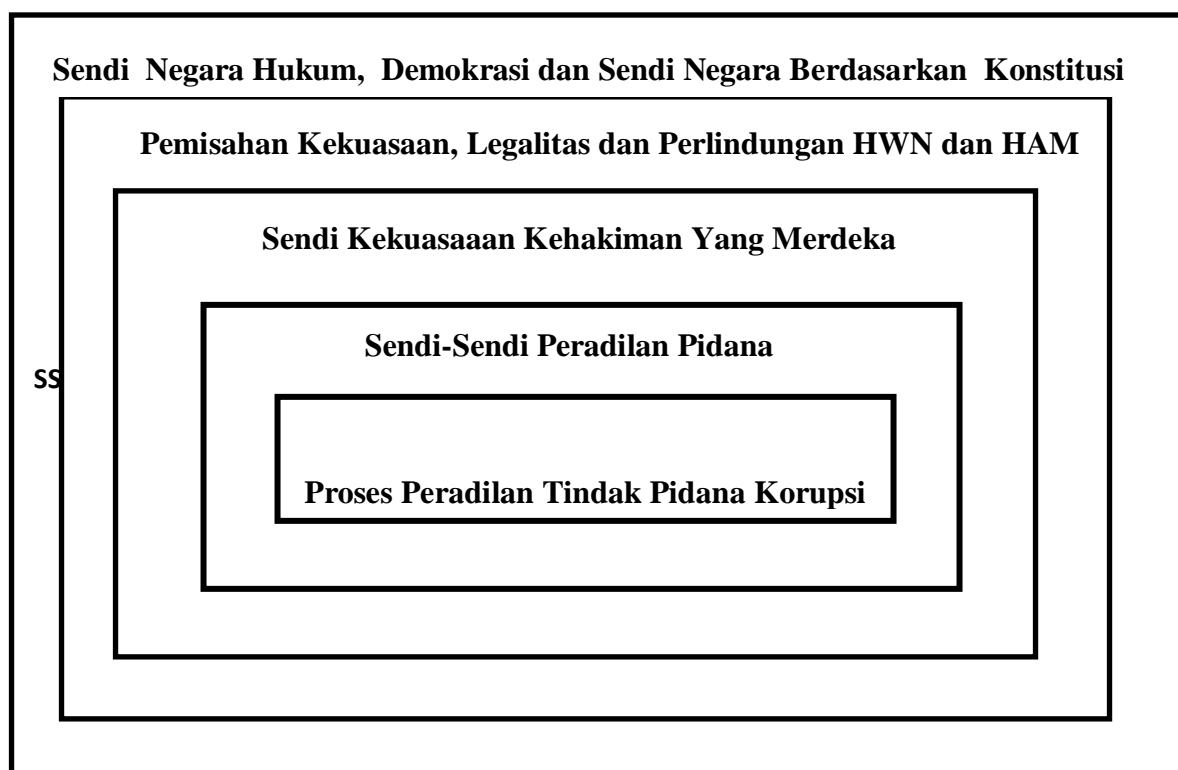 Sendi Negara Hukum, Demokrasi dan Sendi Negara Berdasarkan Konstitusi
Pemisahan Kekuasaan, Legalitas dan Perlindungan HWN dan HAM
Sendi Kekuasaaan Kehakiman Yang Merdeka
Sendi-Sendi Peradilan Pidana
SS
Proses Peradilan Tindak Pidana Korupsi